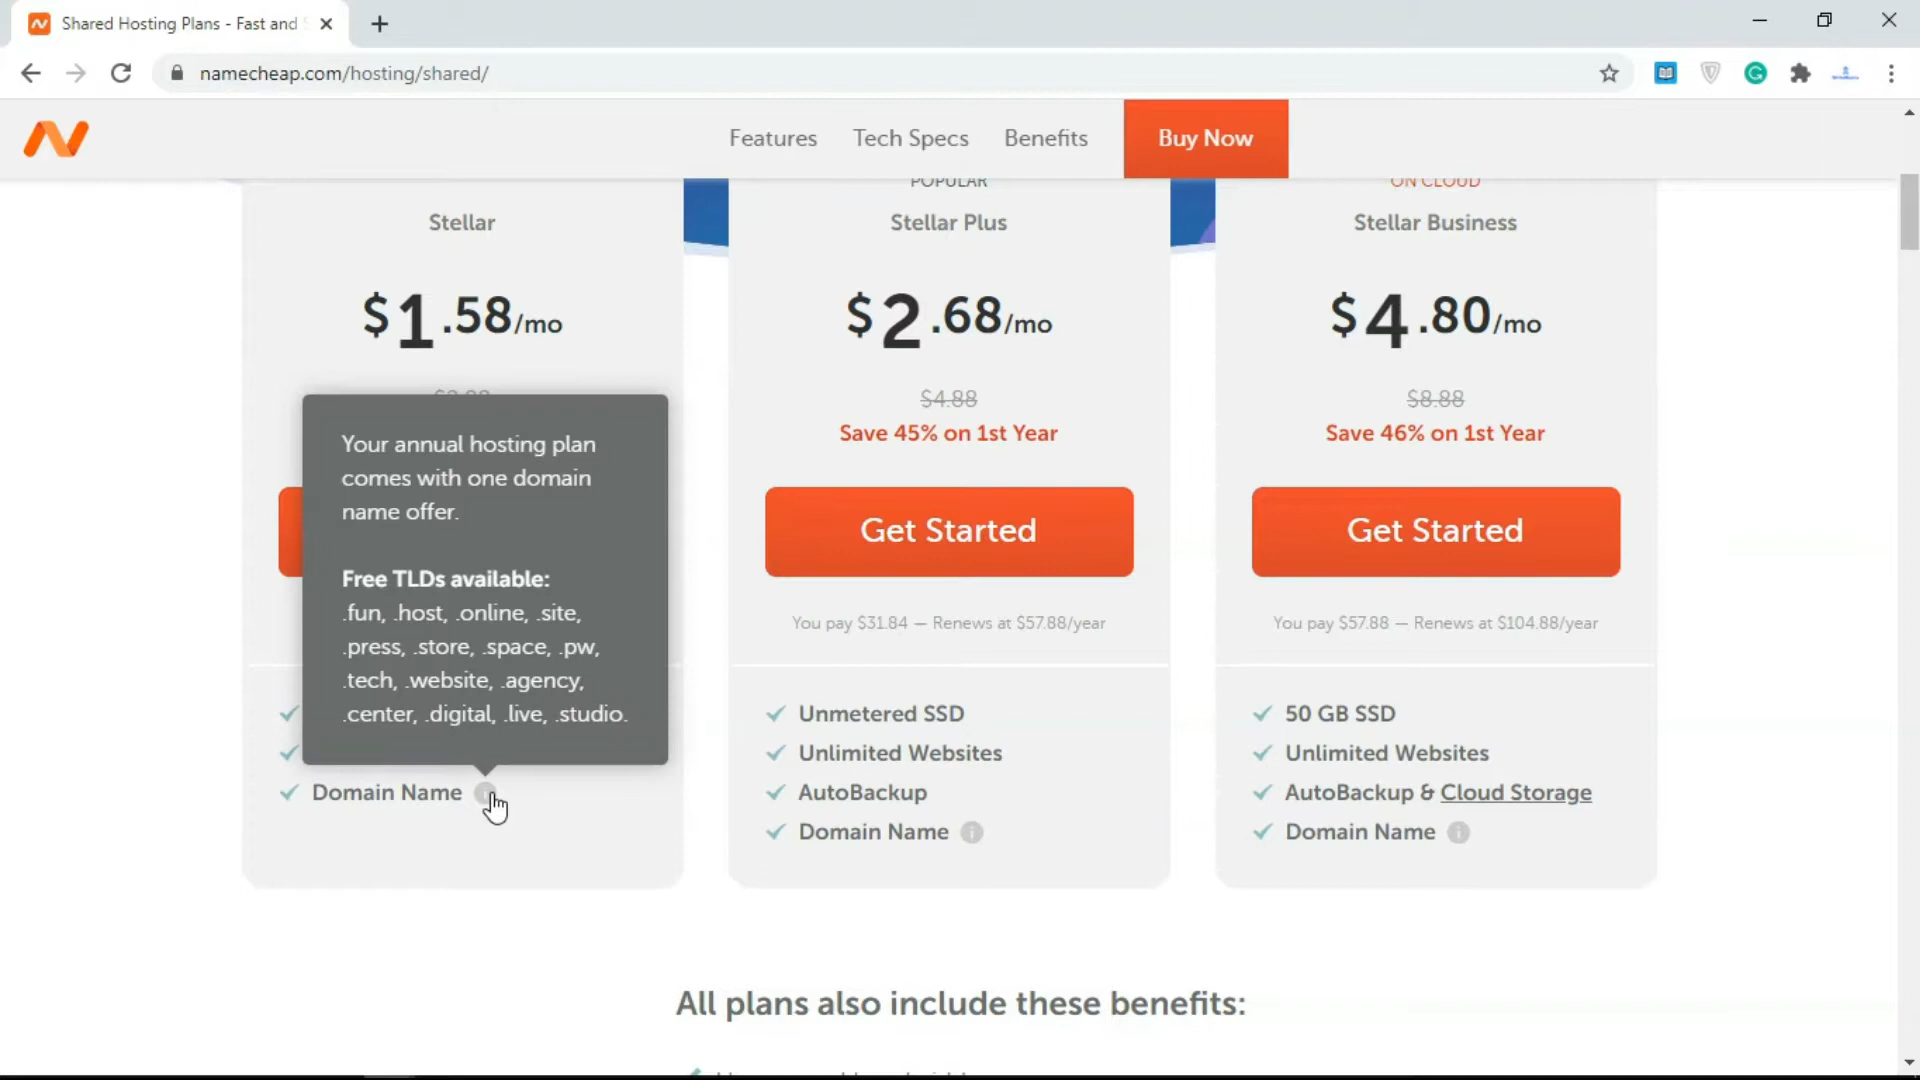 Shared Hosting Plans - Fast and
namecheap.com/hosting/shared/
Features
Tech Specs
Benefits
Buy Now
POPULAR
ON CLOUD
Stellar
Stellar Plus
Stellar Business
$1.58/mo
$2.68/mo
$4.80/mo
$4.88
$8.88
Save 45% on 1st Year
Save 46% on 1st Year
Your annual hosting plan
comes with one domain
name offer.
Free TLDs available:
.fun, .host, .online, .site,
.press, .store, .space, .pw,
.tech, .website, .agency,
.center, .digital, .live, .studio.
Get Started
Get Started
You pay $31.84 — Renews at $57.88/year
You pay $57.88 — Renews at $104.88/year
Domain Name
Unmetered SSD
Unlimited Websites
AutoBackup
Domain Name
50 GB SSD
Unlimited Websites
AutoBackup & Cloud Storage
Domain Name
All plans also include these benefits: